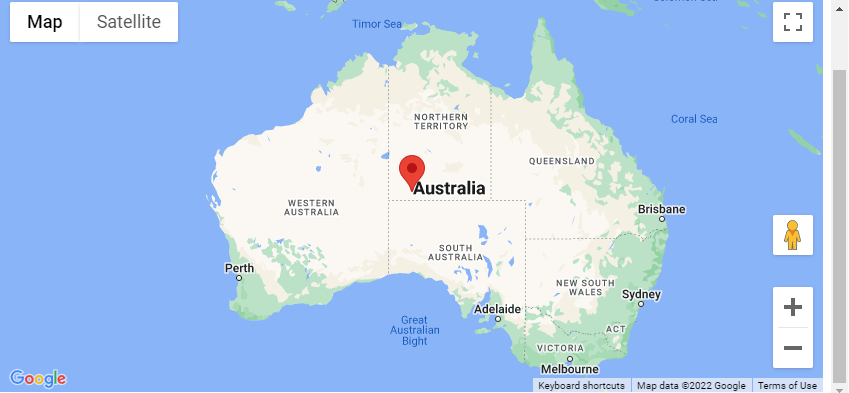 Map
Satellite
Timor Sea
NORTHERN
TERRITORY
Coral Sea
QUEENSLAND
Australia
WESTERN
AUSTRALIA
Brisbane
SOUTH
AUSTRALIA
Perth
NEW SOUTH
WALES
Sydney
Adelaide
Great
Australian
Bight
ACT
VICTORIA
Melbourne
Google
Keyboard shortcuts
Map data ©2022 Google
Terms of Use